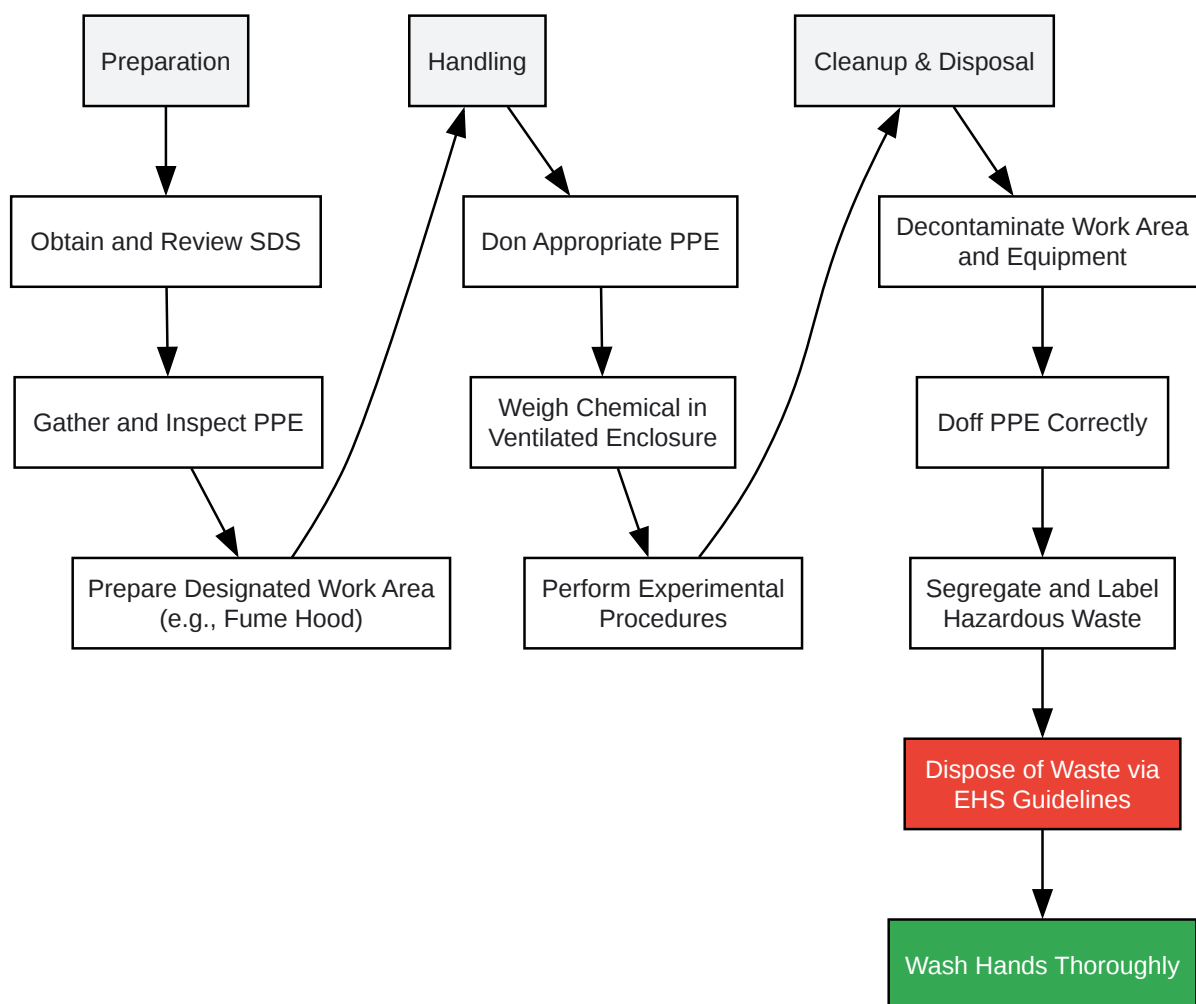 Preparation
Obtain and Review SDS
Gather and Inspect PPE
Prepare Designated Work Area
(e.g., Fume Hood)
Handling
Don Appropriate PPE
Weigh Chemical in
Ventilated Enclosure
Perform Experimental
Procedures
Cleanup & Disposal
Decontaminate Work Area
and Equipment
Doff PPE Correctly
Segregate and Label
Hazardous Waste
Dispose of Waste via
EHS Guidelines
Wash Hands Thoroughly